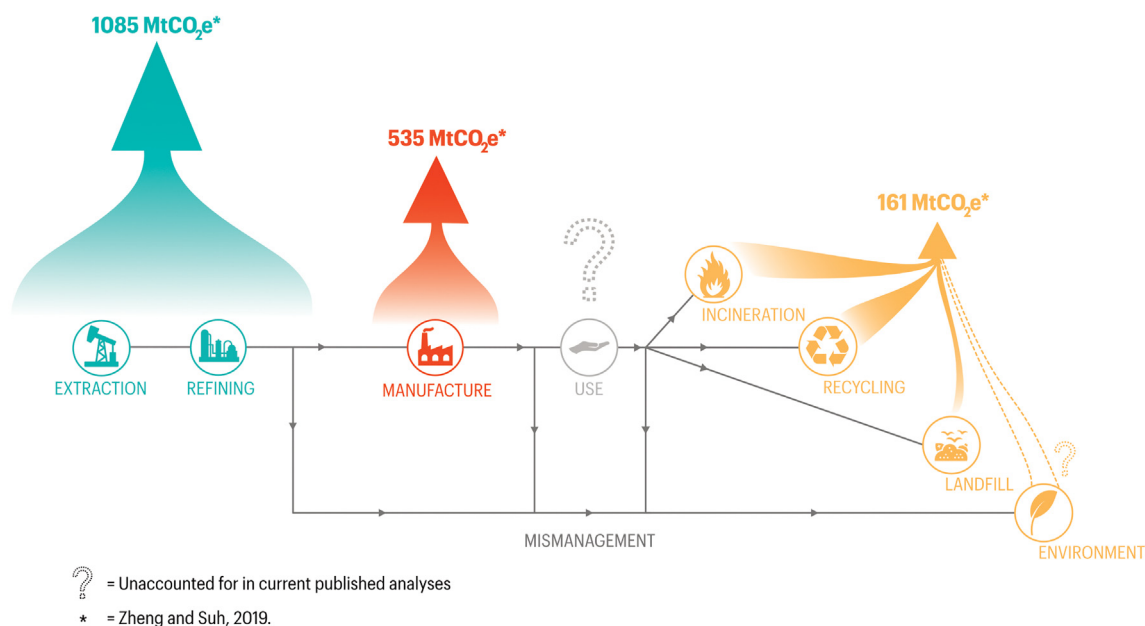 1085 MtCO₂e*
535 MtCO₂e*
161 MtCO₂e*
?
INCINERATION
EXTRACTION
REFINING
MANUFACTURE
USE
RECYCLING
?
LANDFILL
MISMANAGEMENT
ENVIRONMENT
? = Unaccounted for in current published analyses
* = Zheng and Suh, 2019.